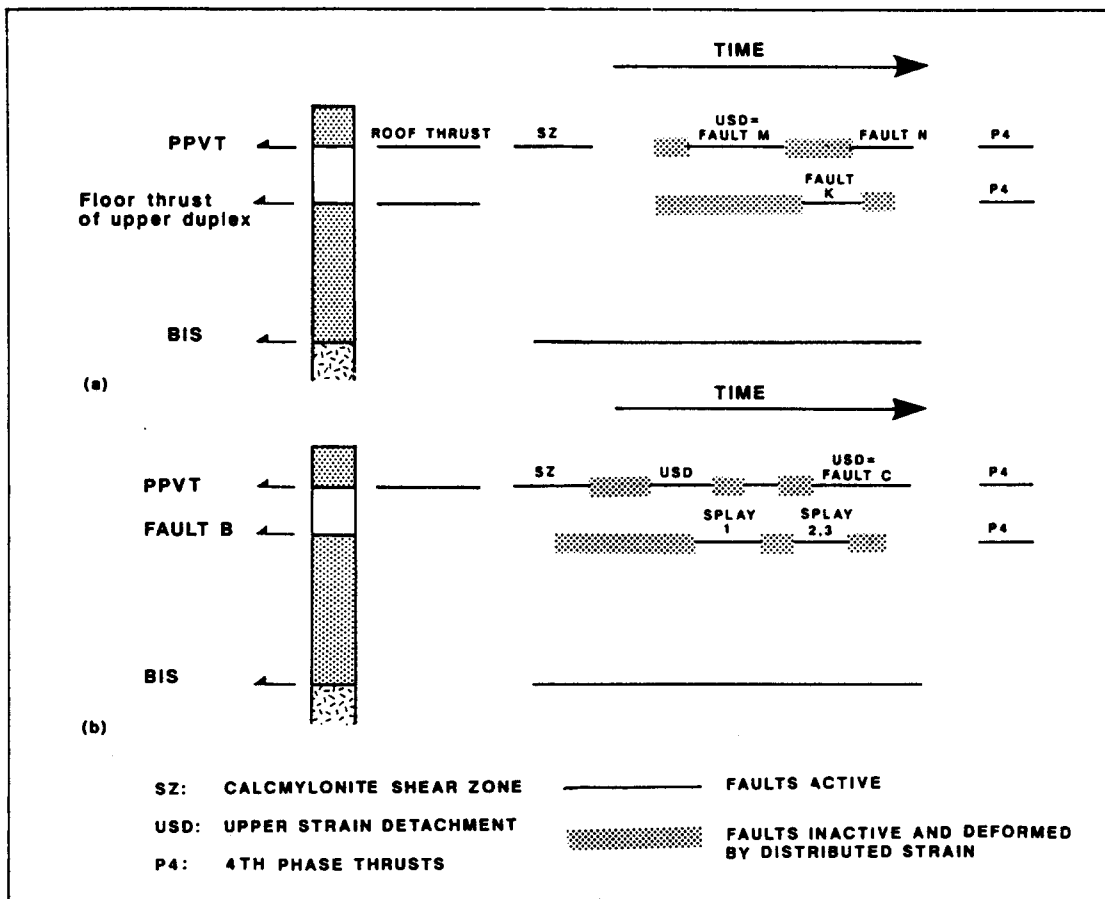 TIME
USD=
PPVT ROOF THRUST SZ FAULT M FAULT N P4
Floor thrust
of upper duplex
FAULT
K
P4
BIS
(a)
TIME
USD=
PPVT SZ USD FAULT C P4
FAULT B
SPLAY
1
SPLAY
2,3
P4
BIS
(b)
SZ: CALCMYLONITE SHEAR ZONE
FAULTS ACTIVE
USD: UPPER STRAIN DETACHMENT
FAULTS INACTIVE AND DEFORMED
BY DISTRIBUTED STRAIN
P4: 4TH PHASE THRUSTS